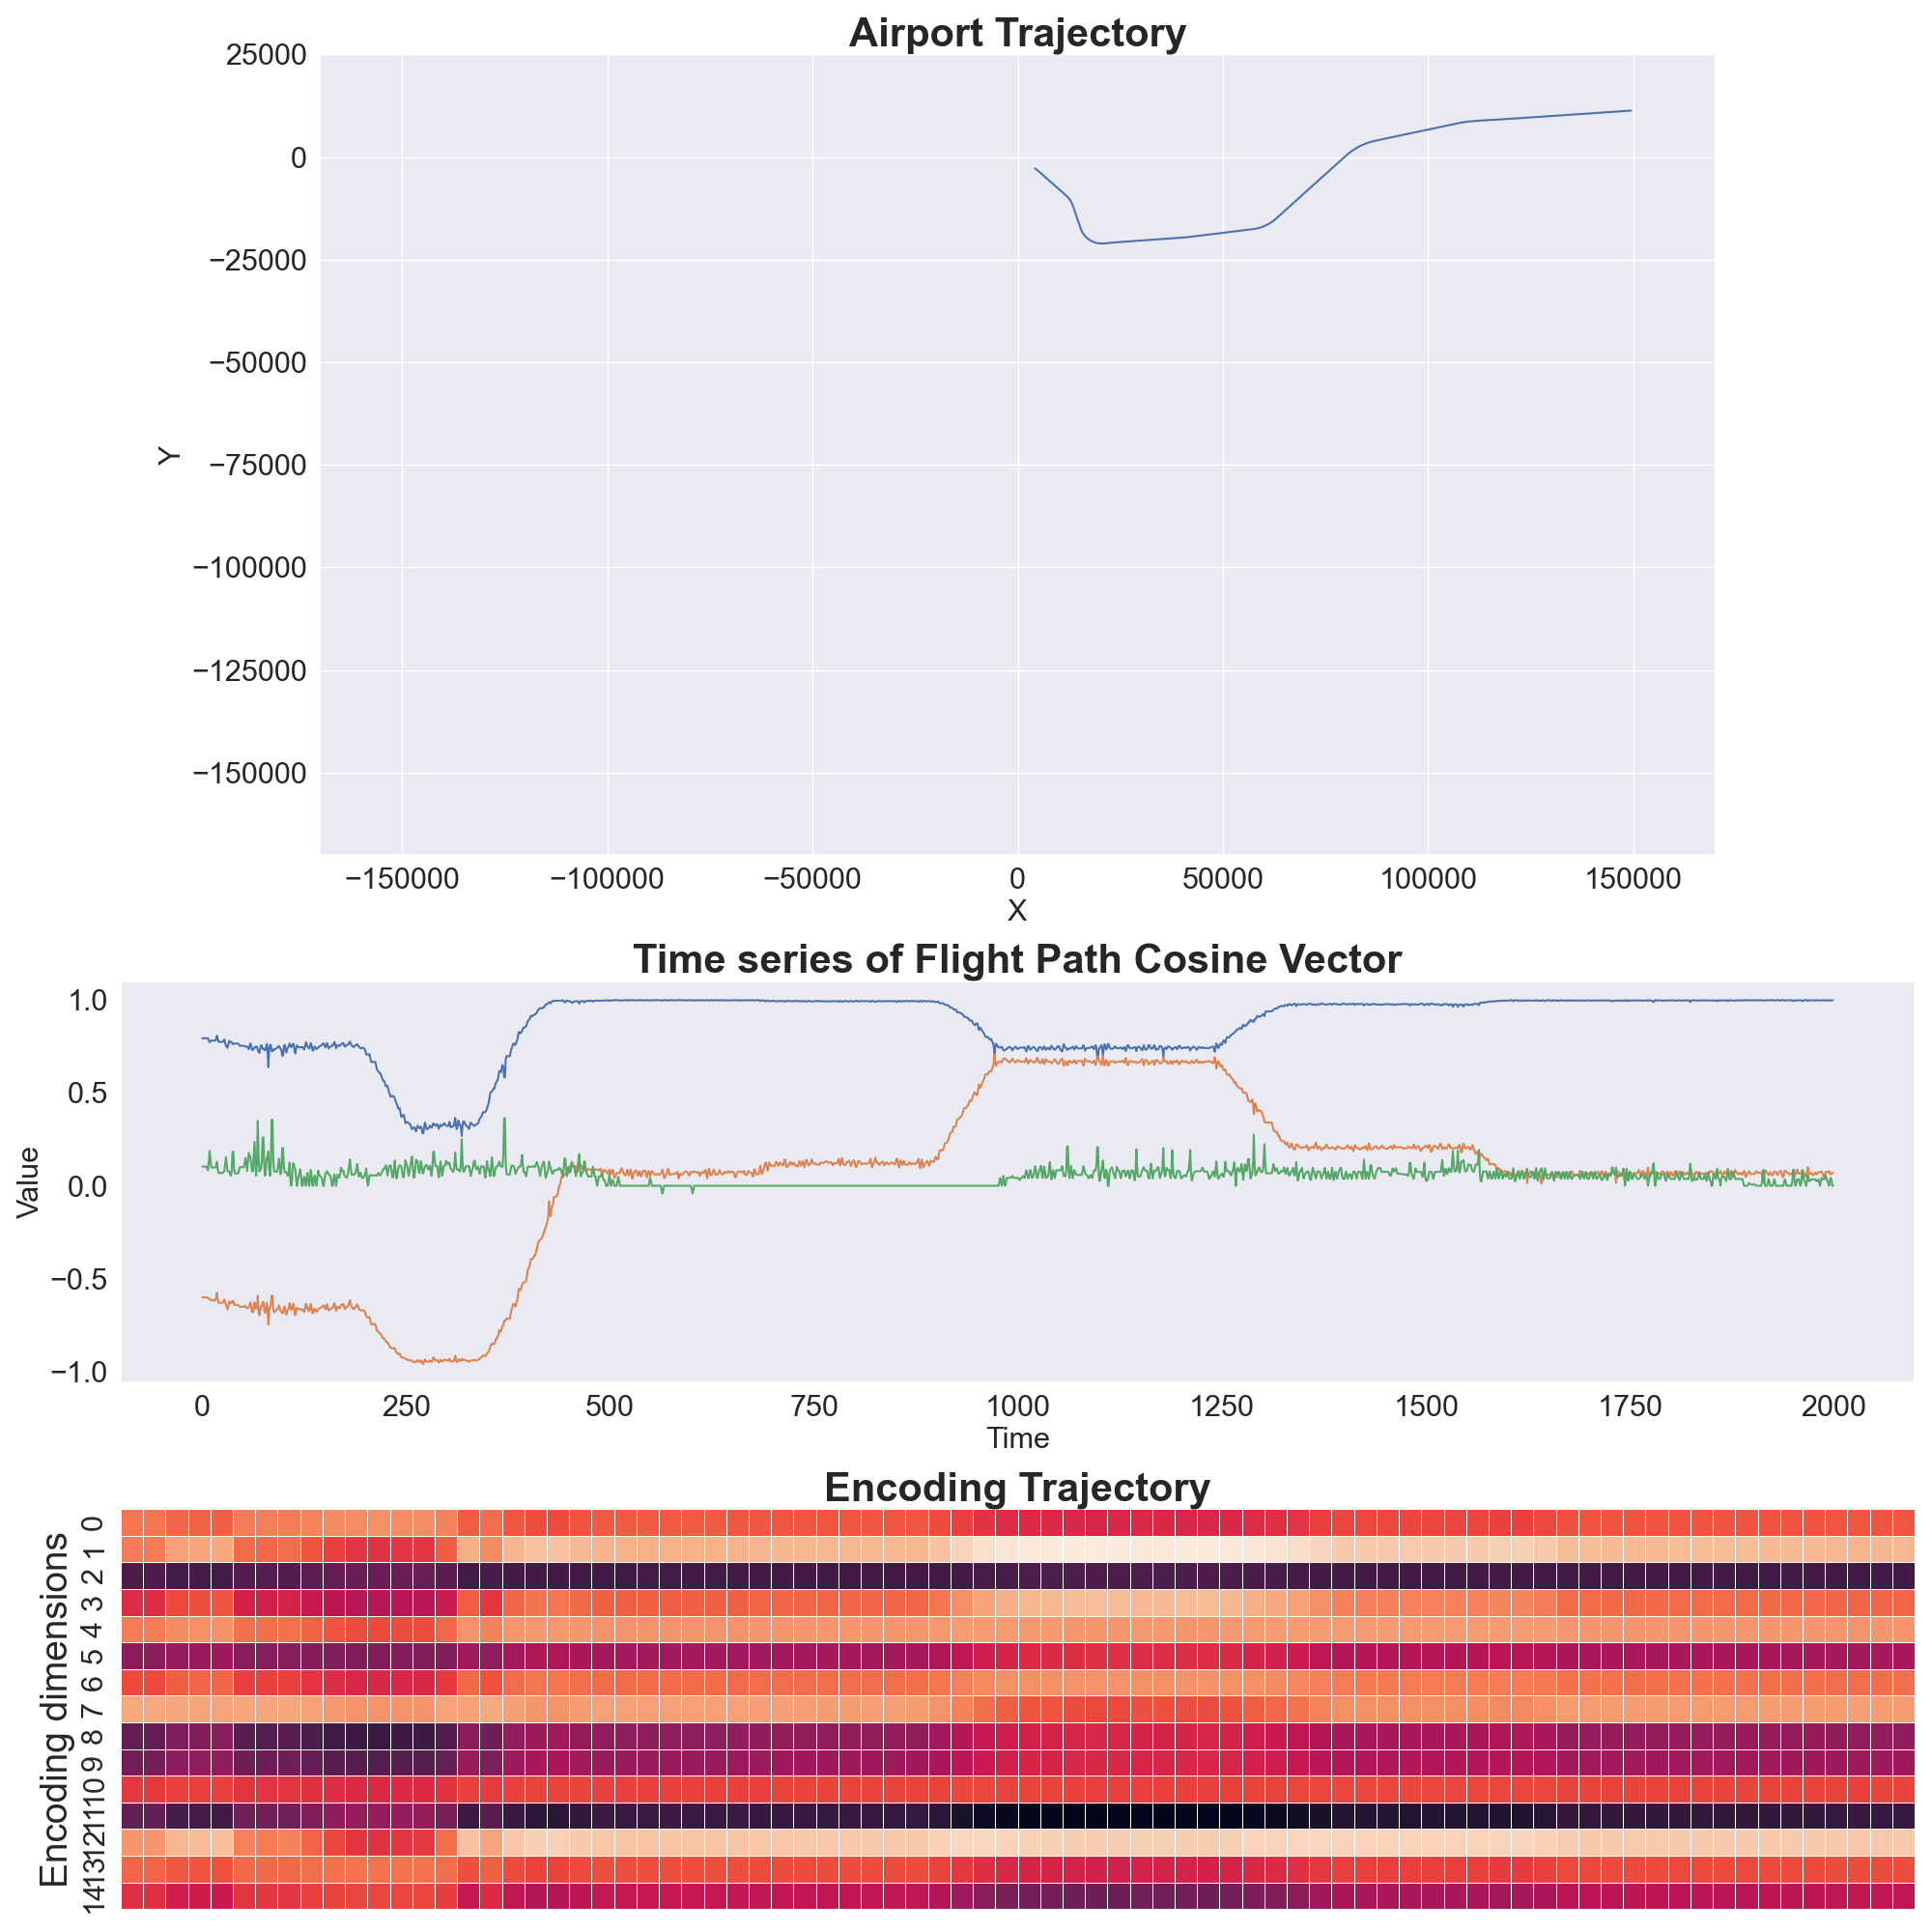 Airport Trajectory
25000
0
−25000
−50000
−75000
−100000
−125000
−150000
Y
−150000 −100000 −50000 0 50000 100000 150000
X
Time series of Flight Path Cosine Vector
1.0
0.5
0.0
−0.5
−1.0
Value
0 250 500 750 1000 1250 1500 1750 2000
Time
Encoding Trajectory
Encoding dimensions
0
1
2
3
4
5
6
7
8
9
10
11
12
13
14